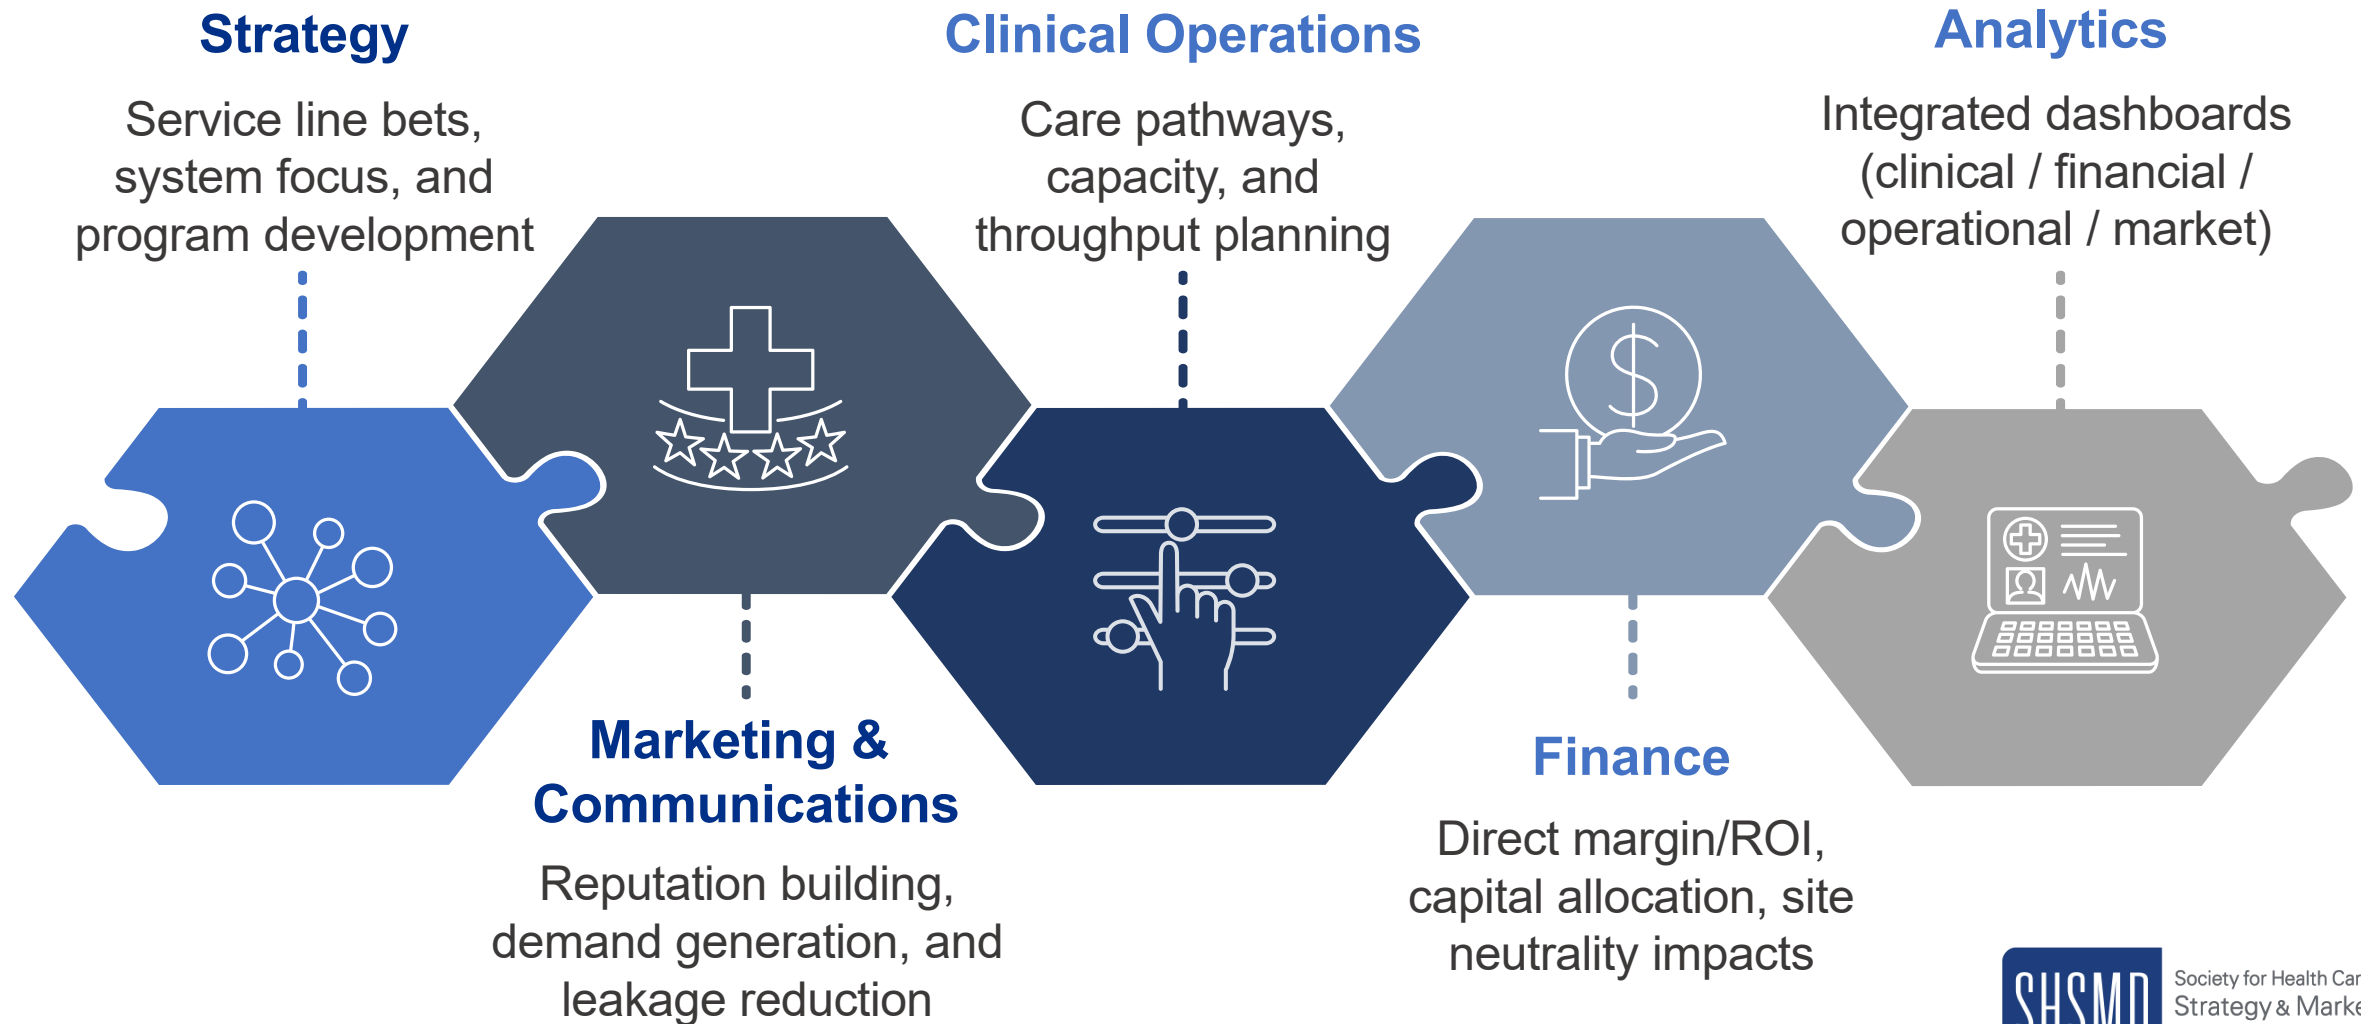 Strategy
Service line bets,
system focus, and
program development
Marketing &
Communications
Reputation building,
demand generation, and
leakage reduction
Clinical Operations
Care pathways,
capacity, and
throughput planning
Finance
Direct margin/ROI,
capital allocation, site
neutrality impacts
Analytics
Integrated dashboards
(clinical / financial /
operational / market)
SHSMD
Society for Health Car
Strategy & Marke